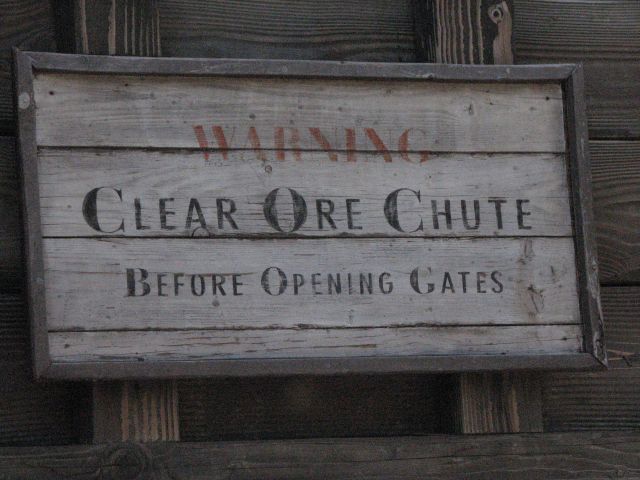 WARNING
CLEAR ORE CHUTE
BEFORE OPENING GATES